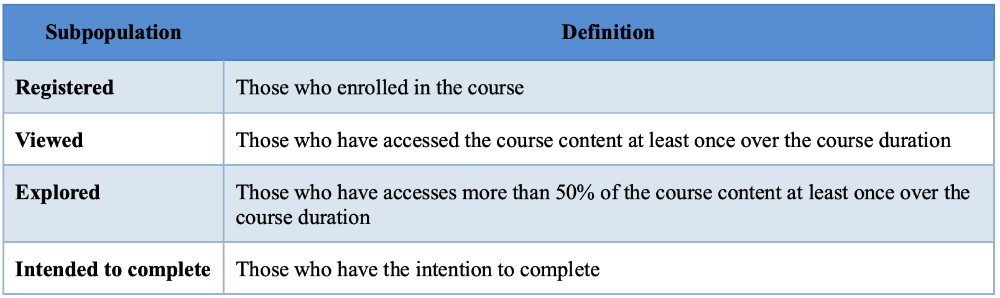 Subpopulation Definition
Registered Those who enrolled in the course
Viewed Those who have accessed the course content at least once over the course duration
Explored Those who have accesses more than 50% of the course content at least once over the
course duration
Intended to complete Those who have the intention to complete